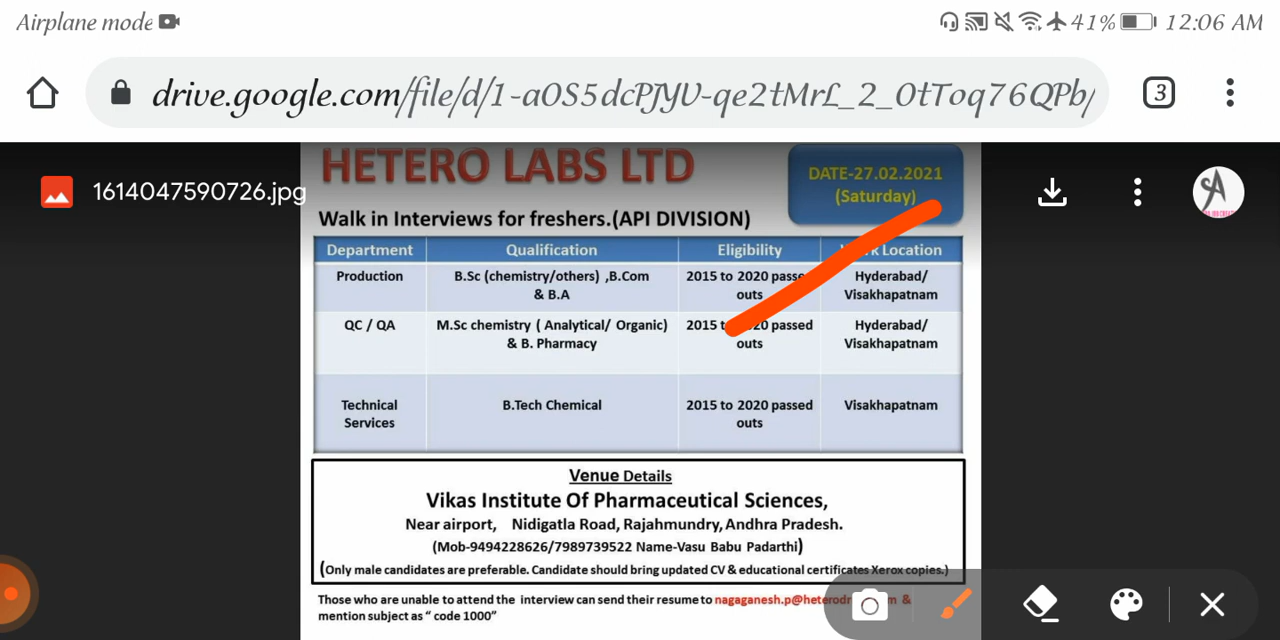 Airplane mode
41% 12:06 AM
drive.google.com/file/d/1-aOS5dcPJYU-qe2tMrL_2_0tToq76QPb/
3
1614047590726.jpg
HETERO LABS LTD
DATE-27.02.2021
(Saturday)
Walk in Interviews for freshers.(API DIVISION)
Department Qualification Eligibility Location
Production B.Sc (chemistry/others) ,B.Com 2015 to 2020 Hyderabad/
& B.A outs Visakhapatnam
QC / QA M.Sc chemistry ( Analytical/ Organic) 2015 passed Hyderabad/
& B. Pharmacy outs Visakhapatnam
Technical B.Tech Chemical 2015 to 2020 passed Visakhapatnam
Services outs
Venue Details
Vikas Institute Of Pharmaceutical Sciences,
Near airport, Nidigatla Road, Rajahmundry, Andhra Pradesh.
(Mob-9494228626/7989739522 Name-Vasu Babu Padarthi)
(Only male candidates are preferable. Candidate should bring updated CV & educational certificates Xerox copies.)
Those who are unable to attend the interview can send their resume to &
mention subject as “ code 1000”